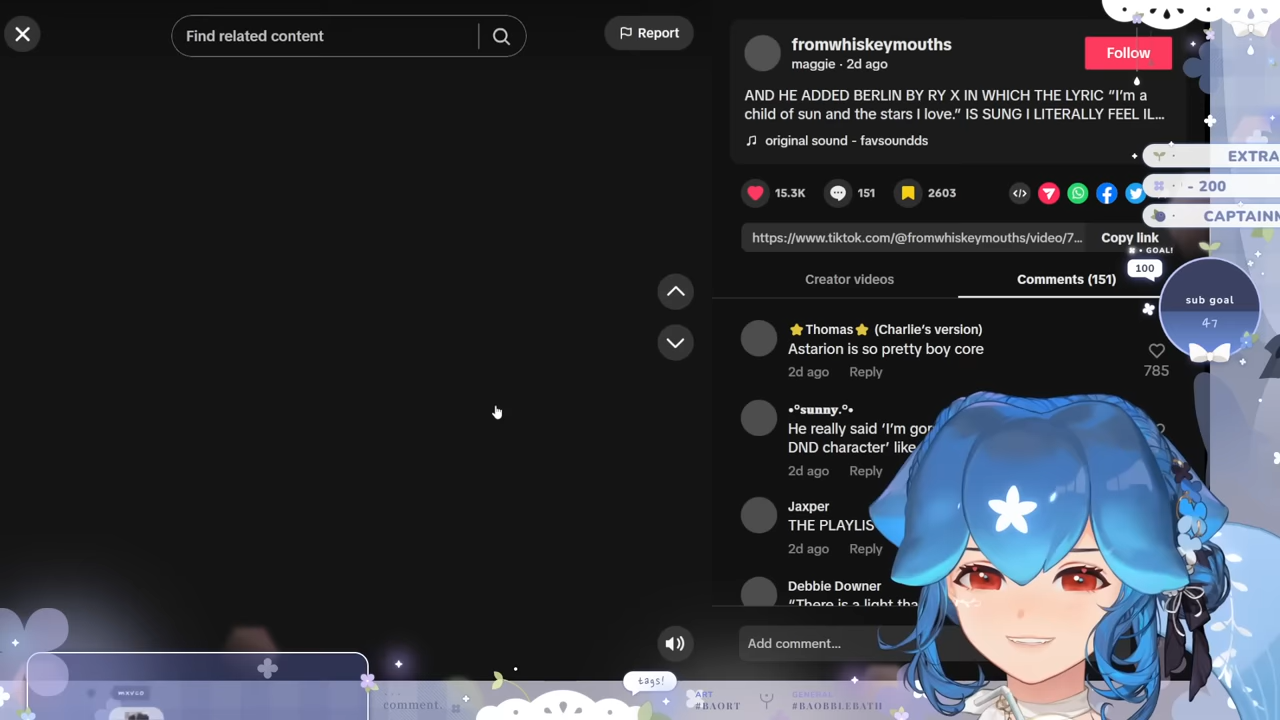 Find related content
Report
fromwhiskeymouths
maggie · 2d ago
Follow
AND HE ADDED BERLIN BY RY X IN WHICH THE LYRIC “I’m a
child of sun and the stars I love.” IS SUNG I LITERALLY FEEL IL...
original sound - favsoundds
15.3K
151
2603
https://www.tiktok.com/@fromwhiskeymouths/video/7...
Copy link
Creator videos
Comments (151)
⭐Thomas⭐ (Charlie’s version)
Astarion is so pretty boy core
2d ago
Reply
785
•°sunny.°•
He really said ‘I’m gor
DND character’ like
2d ago
Reply
Jaxper
THE PLAYLIS
2d ago
Reply
Debbie Downer
“There is a light tha
Add comment...
EXTRA
- 200
CAPTAIN
• GOAL!
100
sub goal
47
tags!
comment.
ART
#BAORT
GENERAL
#BAOBBLEBATH